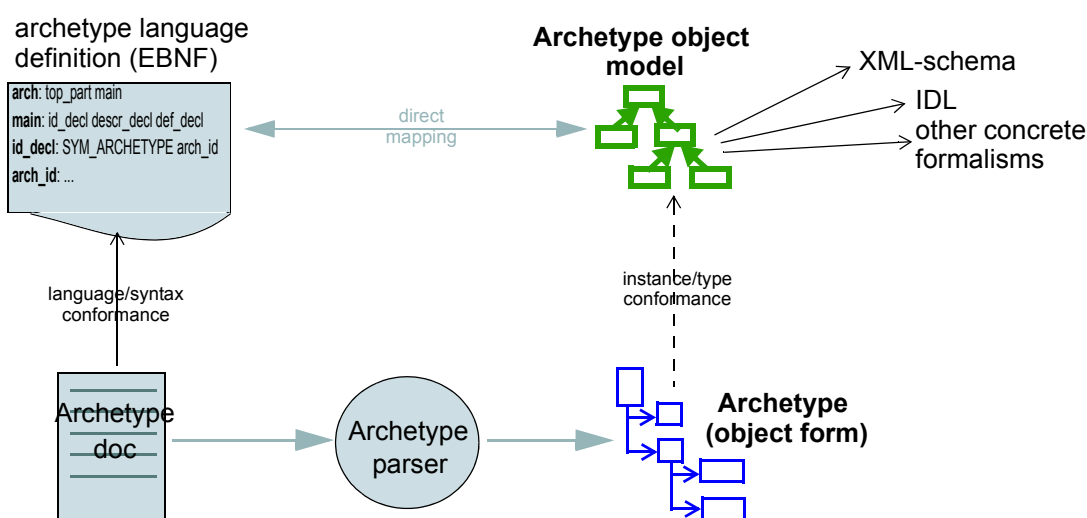 archetype language
definition (EBNF)
arch: top_part main
main: id_decl descr_decl def_decl
id_decl: SYM_ARCHETYPE arch_id
arch_id: ...
direct
mapping
Archetype object
model
XML-schema
IDL
other concrete
formalisms
language/syntax
conformance
instance/type
conformance
Archetype
doc
Archetype
parser
Archetype
(object form)